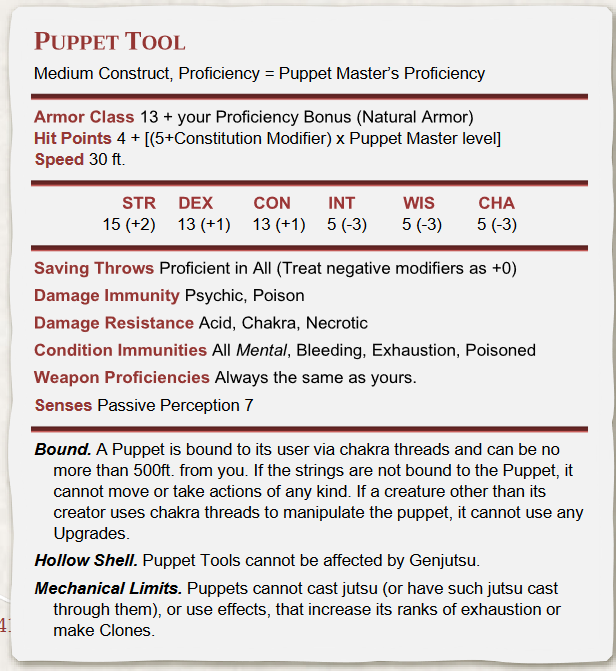 PUPPET TOOL
Medium Construct, Proficiency = Puppet Master's Proficiency
Armor Class 13 + your Proficiency Bonus (Natural Armor)
Hit Points 4 + [(5+Constitution Modifier) x Puppet Master level]
Speed 30 ft.
STR DEX CON INT WIS CHA
15 (+2) 13 (+1) 13 (+1) 5 (-3) 5 (-3) 5 (-3)
Saving Throws Proficient in All (Treat negative modifiers as +0)
Damage Immunity Psychic, Poison
Damage Resistance Acid, Chakra, Necrotic
Condition Immunities All Mental, Bleeding, Exhaustion, Poisoned
Weapon Proficiencies Always the same as yours.
Senses Passive Perception 7
Bound. A Puppet is bound to its user via chakra threads and can be no
more than 500ft. from you. If the strings are not bound to the Puppet, it
cannot move or take actions of any kind. If a creature other than its
creator uses chakra threads to manipulate the puppet, it cannot use any
Upgrades.
Hollow Shell. Puppet Tools cannot be affected by Genjutsu.
Mechanical Limits. Puppets cannot cast jutsu (or have such jutsu cast
through them), or use effects, that increase its ranks of exhaustion or
make Clones.